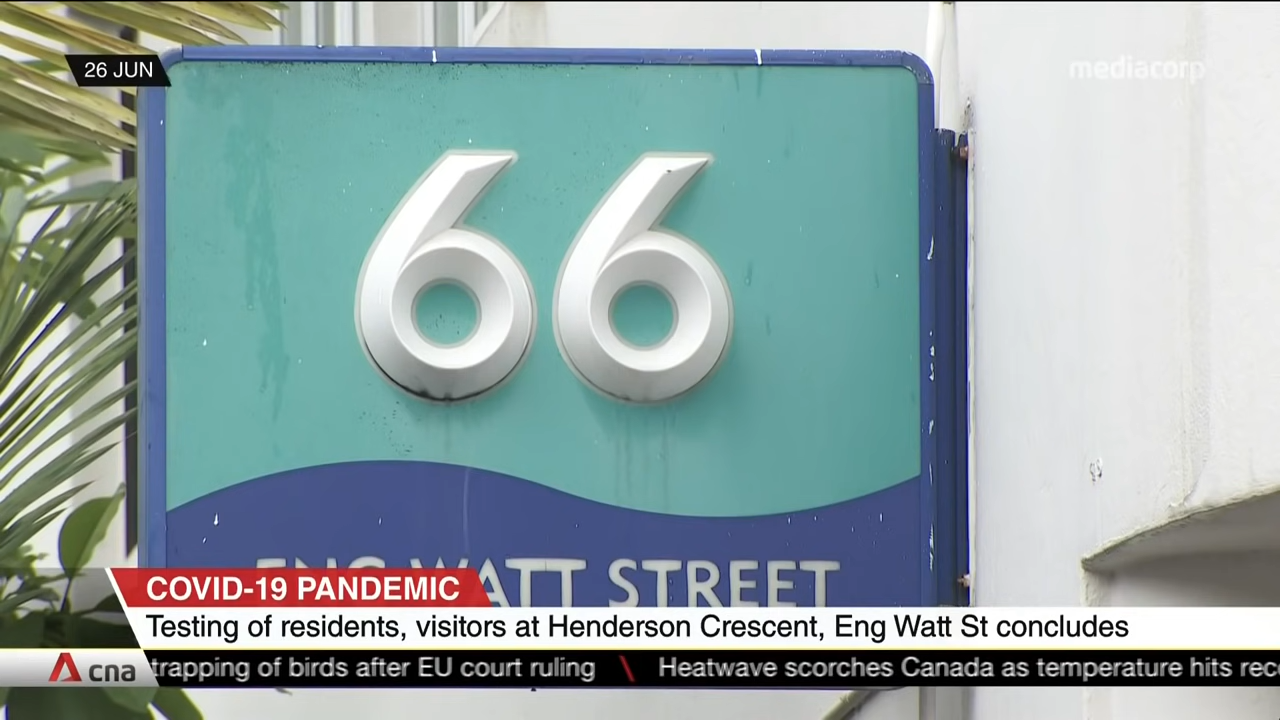 26 JUN
mediacorp
66
ENG WATT STREET
COVID-19 PANDEMIC
Testing of residents, visitors at Henderson Crescent, Eng Watt St concludes
cna
trapping of birds after EU court ruling \ Heatwave scorches Canada as temperature hits